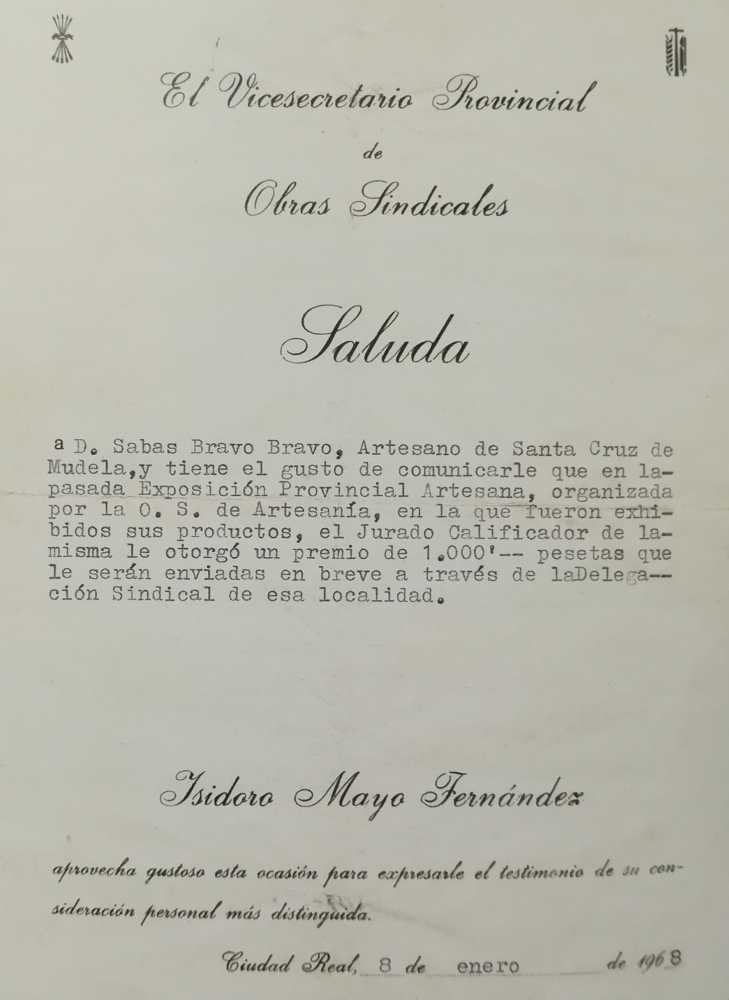 El Vicesecretario Provincial
de
Obras Sindicales
Saluda
a D. Sabas Bravo Bravo, Artesano de Santa Cruz de
Mudela,y tiene el gusto de comunicarle que en la-
pasada Exposición Provincial Artesana, organizada
por la O. S. de Artesanía, en la que fueron exhi-
bidos sus productos, el Jurado Calificador de la-
misma le otorgó un premio de 1.000'-- pesetas que
le serán enviadas en breve a través de laDelega--
ción Sindical de esa localidad.
Isidoro Mayo Fernández
aprovecha gustoso esta ocasión para expresarle el testimonio de su con-
sideración personal más distinguida.
Ciudad Real, 8 de enero de 1968